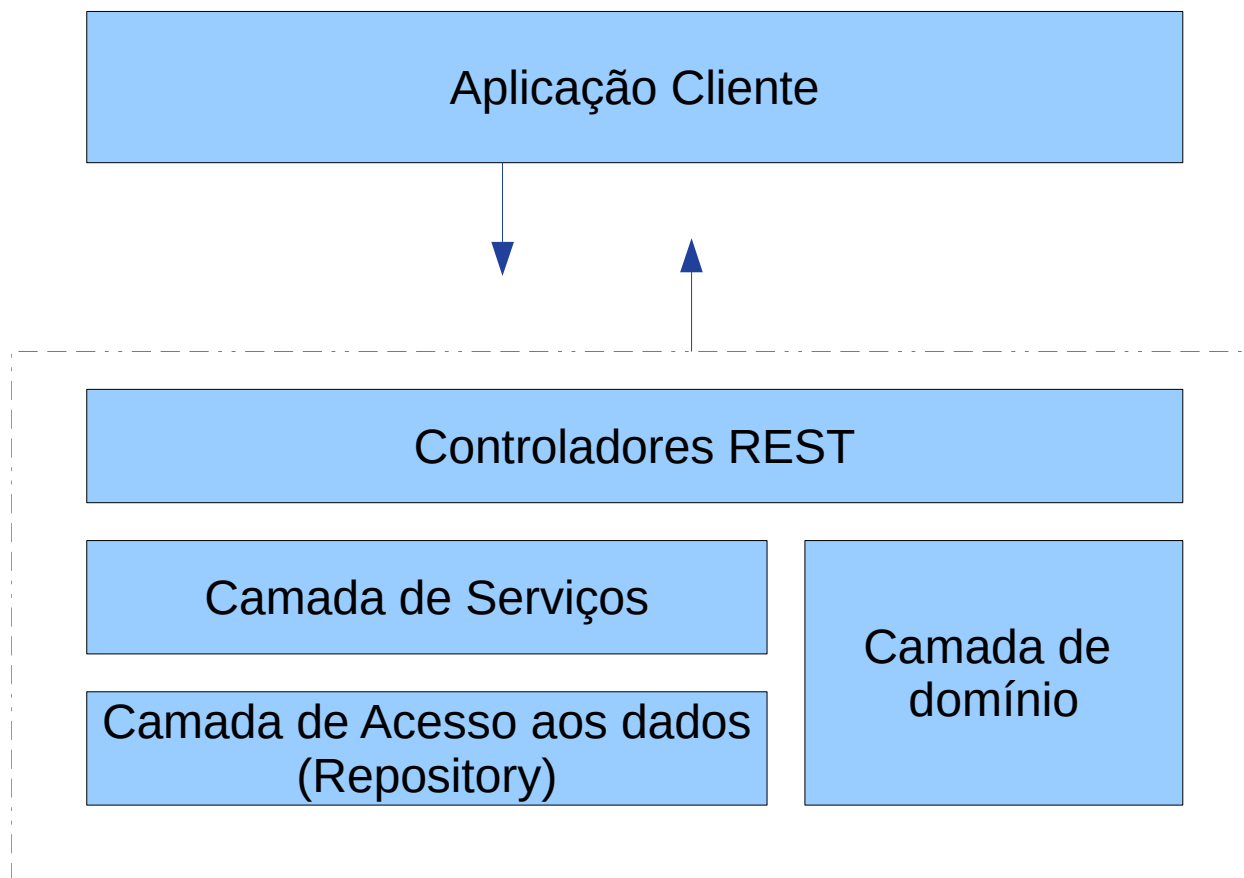 Aplicação Cliente
Controladores REST
Camada de Serviços
Camada de
domínio
Camada de Acesso aos dados
(Repository)